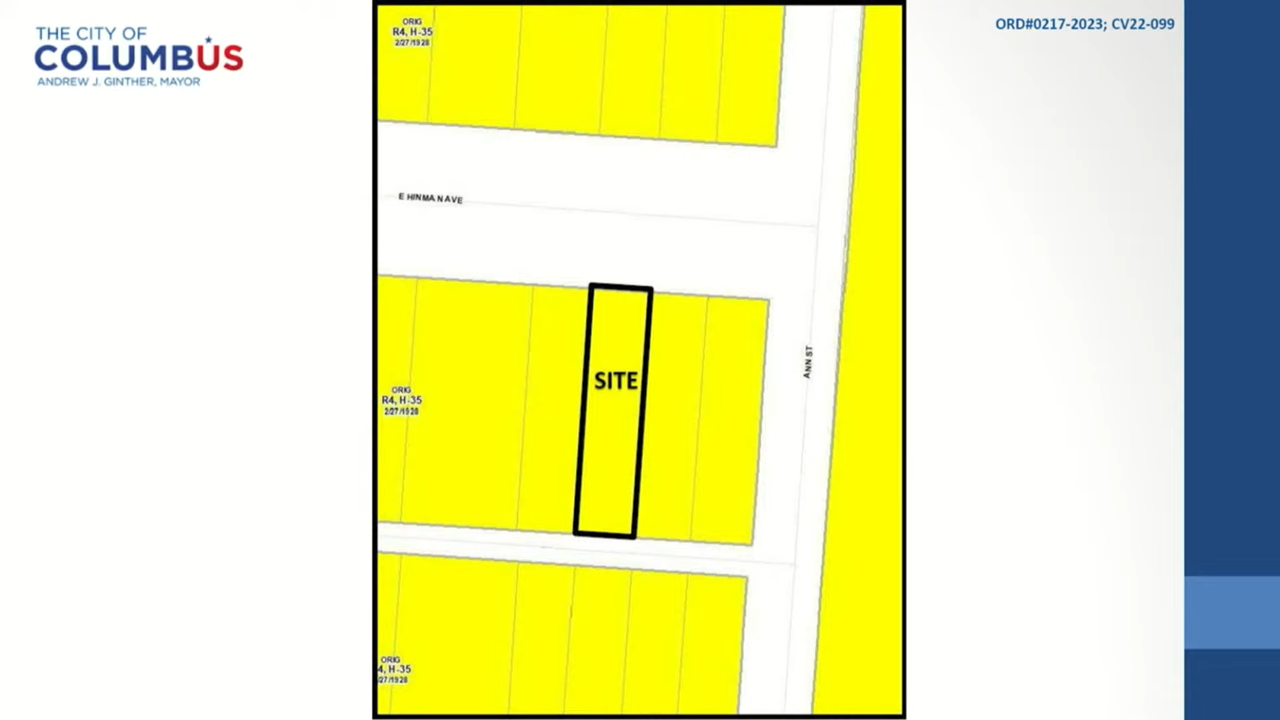 THE CITY OF
COLUMBUS
ANDREW J. GINTHER, MAYOR
ORD#0217-2023; CV22-099
ORIG
R4, H-35
2/27/1928
E HINMAN AVE
SITE
ANN ST
ORIG
R4, H-35
2/27/1928
ORIG
4, H-35
2/27/1928